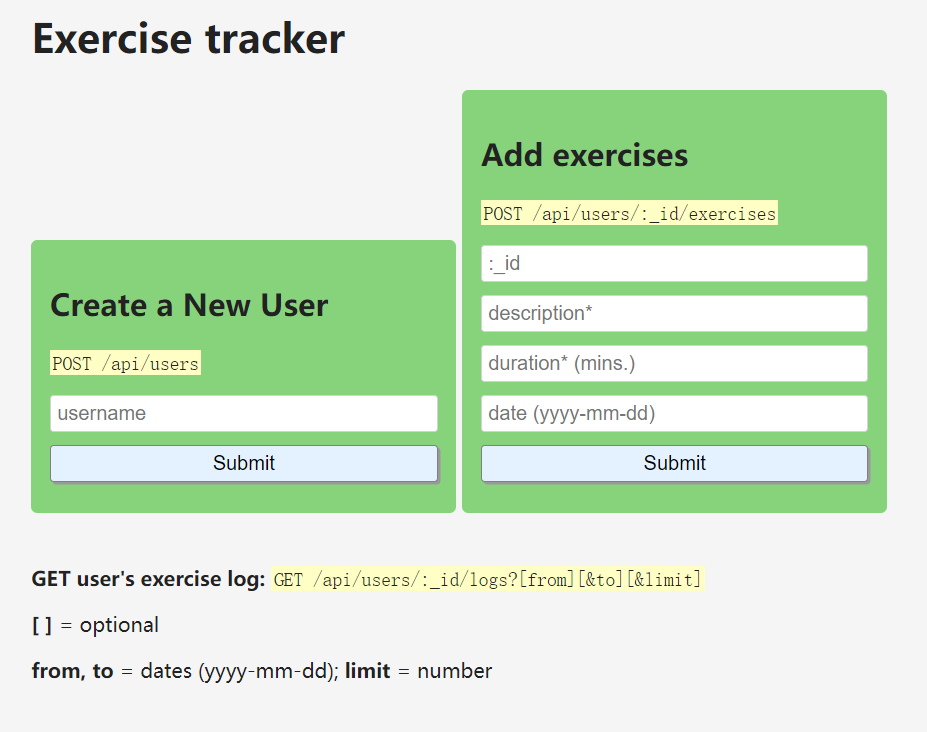 Exercise tracker
Create a New User
POST /api/users
username
Submit
Add exercises
POST /api/users/:_id/exercises
:_id
description*
duration* (mins.)
date (yyyy-mm-dd)
Submit
GET user's exercise log: GET /api/users/:_id/logs?[from][&to][&limit]
[ ] = optional
from, to = dates (yyyy-mm-dd); limit = number